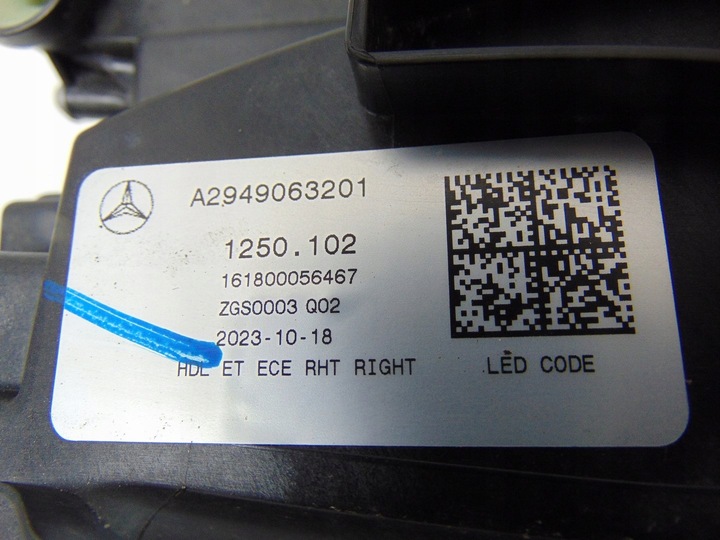 A2949063201
1250.102
161800056467
ZGS0003 Q02
2023-10-18
HDL ET ECE RHT RIGHT
LED CODE